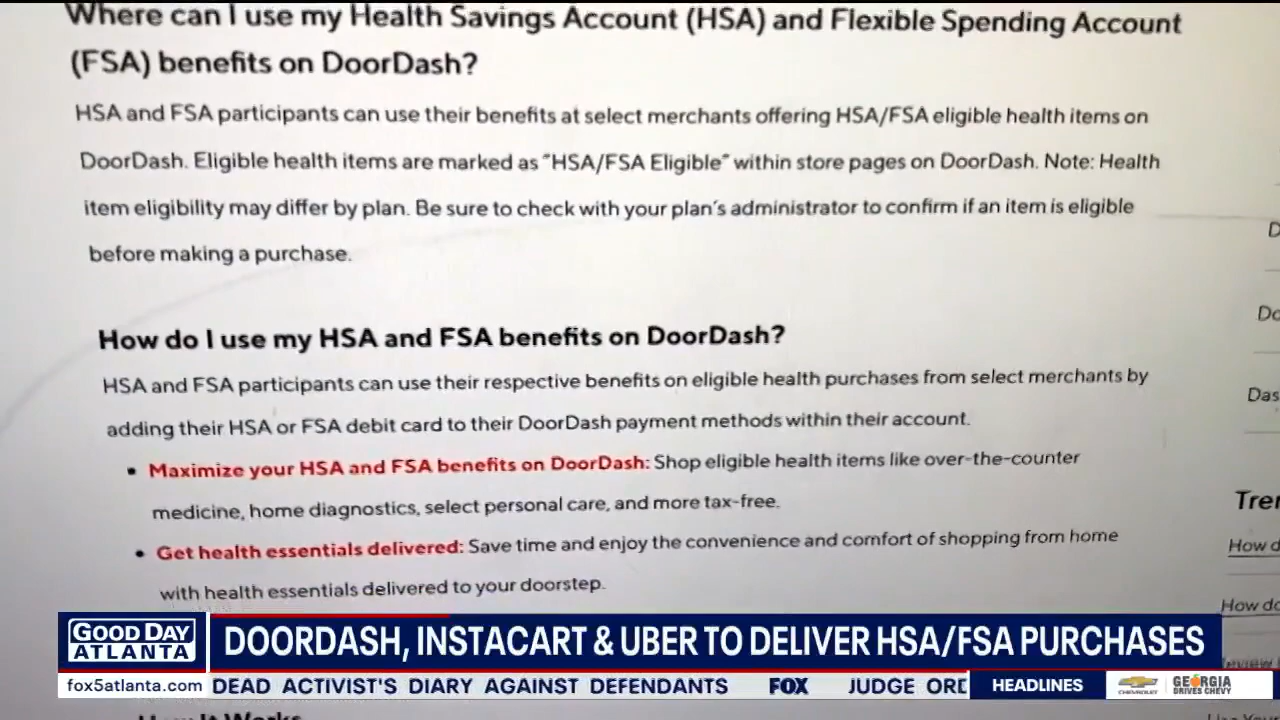 Where can I use my Health Savings Account (HSA) and Flexible Spending Account
(FSA) benefits on DoorDash?
HSA and FSA participants can use their benefits at select merchants offering HSA/FSA eligible health items on
DoorDash. Eligible health items are marked as "HSA/FSA Eligible" within store pages on DoorDash. Note: Health
item eligibility may differ by plan. Be sure to check with your plan's administrator to confirm if an item is eligible
before making a purchase.
How do I use my HSA and FSA benefits on DoorDash?
HSA and FSA participants can use their respective benefits on eligible health purchases from select merchants by
adding their HSA or FSA debit card to their DoorDash payment methods within their account.
• Maximize your HSA and FSA benefits on DoorDash: Shop eligible health items like over-the-counter
medicine, home diagnostics, select personal care, and more tax-free.
• Get health essentials delivered: Save time and enjoy the convenience and comfort of shopping from home
with health essentials delivered to your doorstep.
D
Do
Das
Tre
How d
How do
GOOD DAY
ATLANTA
DOORDASH, INSTACART & UBER TO DELIVER HSA/FSA PURCHASES
fox5atlanta.com DEAD ACTIVIST'S DIARY AGAINST DEFENDANTS FOX JUDGE ORD HEADLINES
CHEVROLET
GEORGIA
DRIVES CHEVY
How It Works